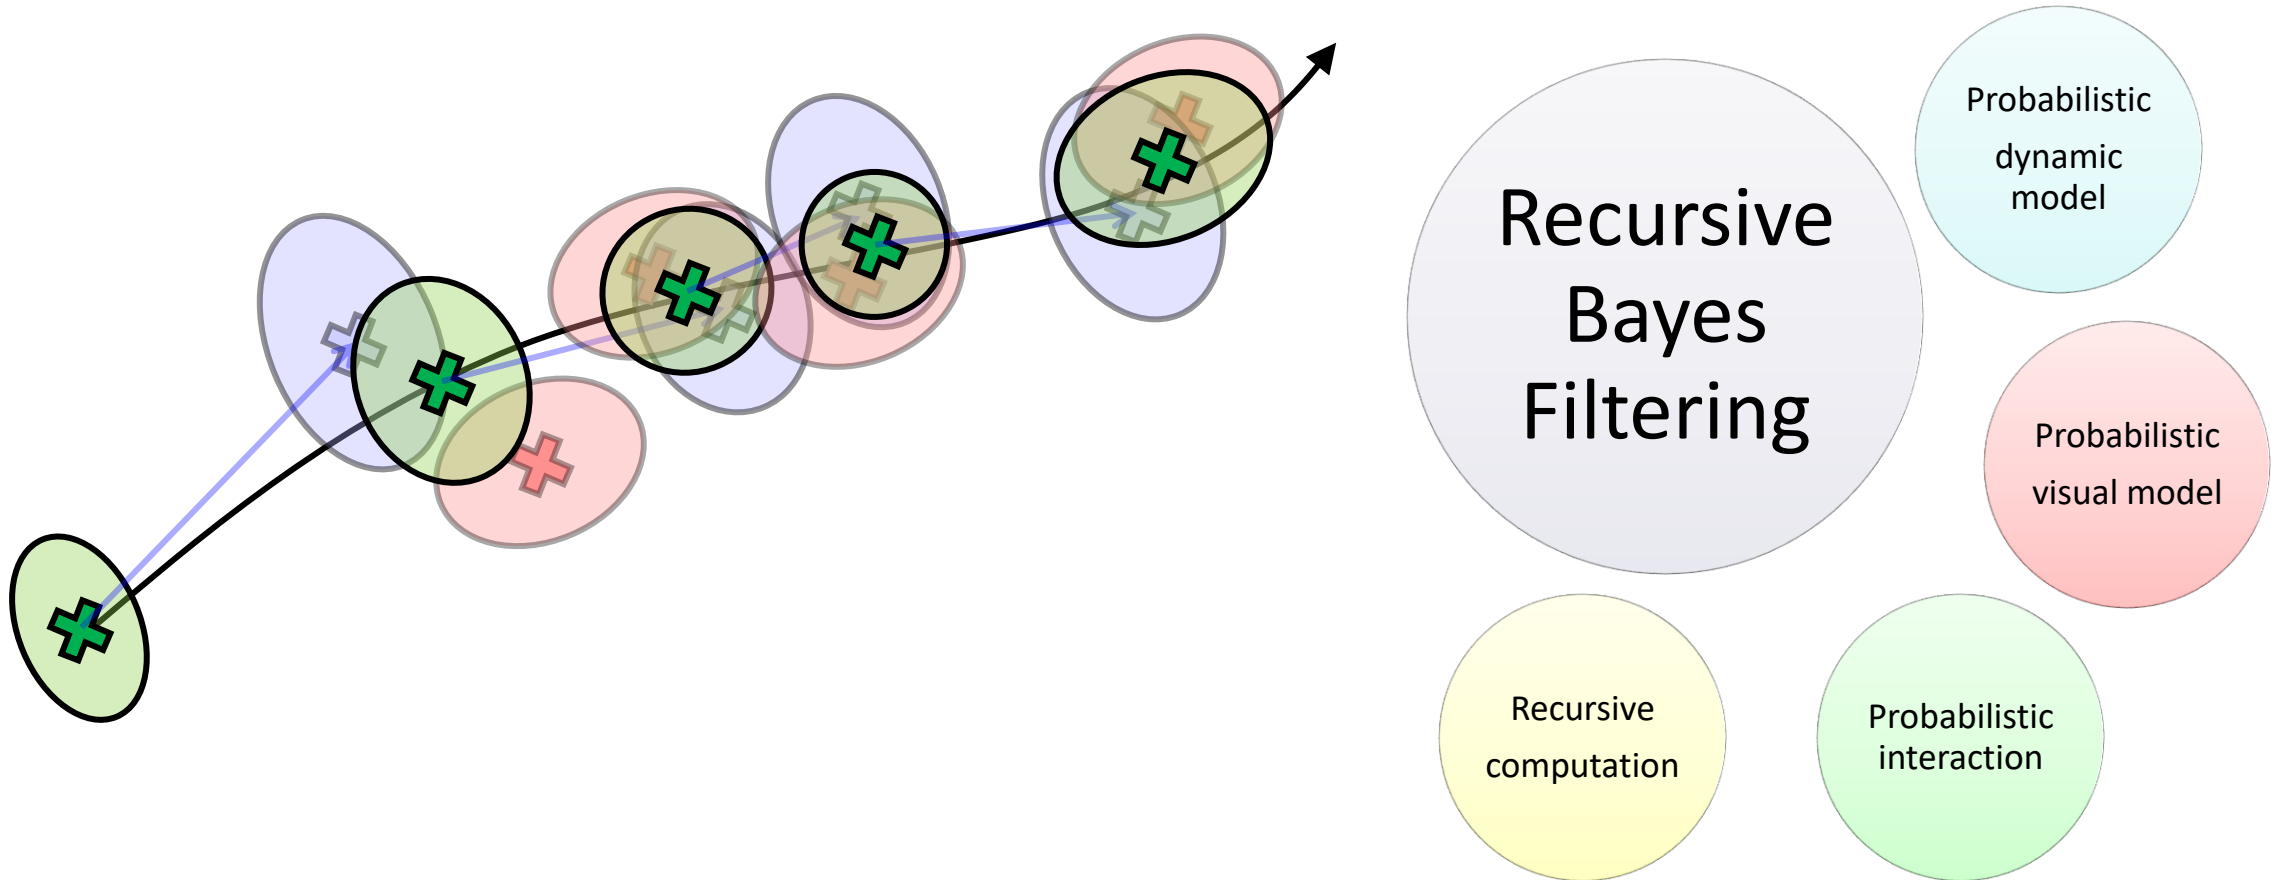 Recursive
Bayes
Filtering
Probabilistic
dynamic
model
Probabilistic
visual model
Recursive
computation
Probabilistic
interaction